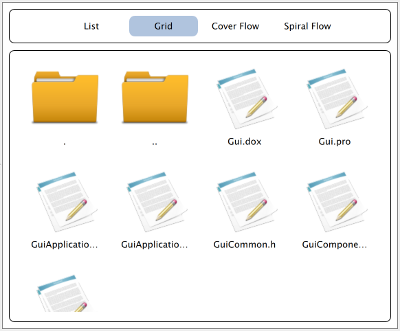 List Grid Cover Flow Spiral Flow
. .. Gui.dox Gui.pro
GuiApplicatio... GuiApplicatio... GuiCommon.h GuiCompone...